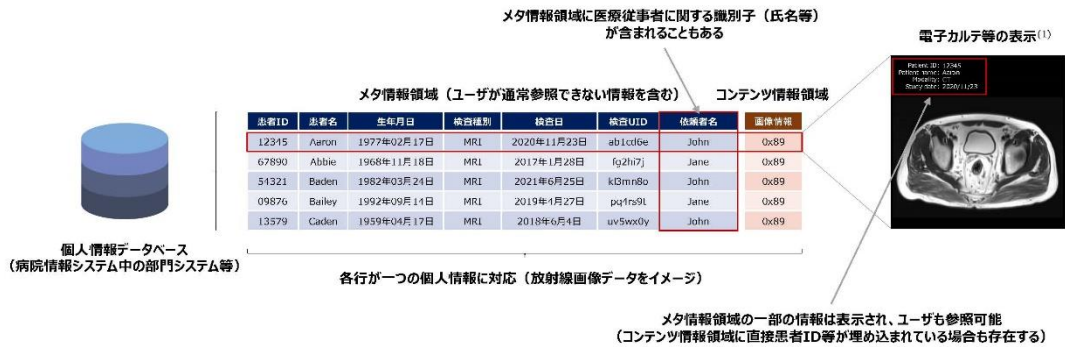 メタ情報領域に医療従事者に関する識別子（氏名等）
が含まれることもある
電子カルテ等の表示(1)
Patient ID: 12345
Patient name: Aaron
Modality: CT
Study date: 2020/11/23
メタ情報領域（ユーザが通常参照できない情報を含む）
コンテンツ情報領域
患者ID 患者名 生年月日 検査種別 検査日 検査UID 依頼者名 画像情報
12345 Aaron 1977年02月17日 MRI 2020年11月23日 ab1cd6e John 0x89
67890 Abbie 1968年11月18日 MRI 2017年1月28日 fg2hi7j Jane 0x89
54321 Baden 1982年03月24日 MRI 2021年6月25日 kl3mn8o John 0x89
09876 Bailey 1992年09月14日 MRI 2019年4月27日 pq4rs9t Jane 0x89
13579 Caden 1959年04月17日 MRI 2018年6月4日 uv5wx0y John 0x89
個人情報データベース
（病院情報システム中の部門システム等）
各行が一つの個人情報に対応（放射線画像データをイメージ）
メタ情報領域の一部の情報は表示され、ユーザも参照可能
（コンテンツ情報領域に直接患者ID等が埋め込まれている場合も存在する）